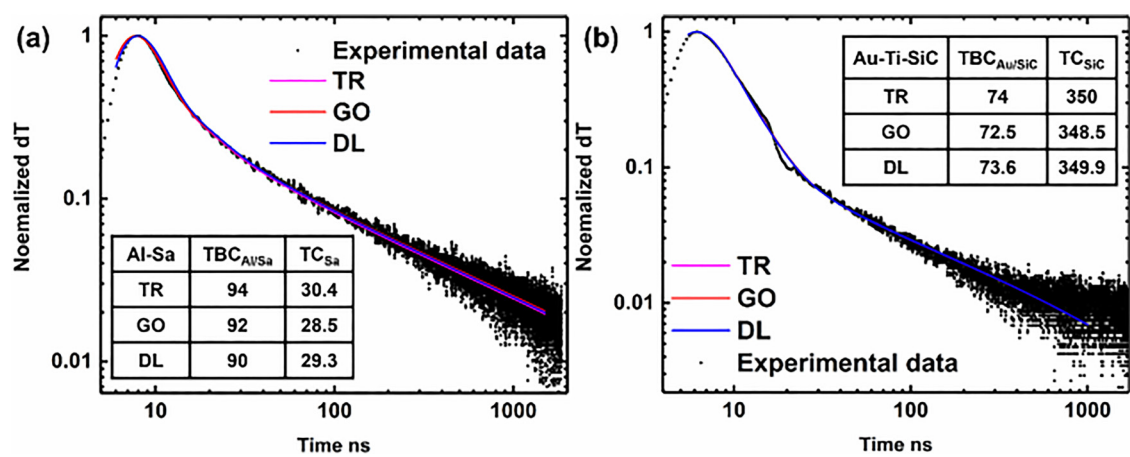 (a)
Experimental data
TR
GO
DL
Al-Sa TBCAl/Sa TCSa
TR 94 30.4
GO 92 28.5
DL 90 29.3
1
0.1
0.01
Noemalized dT
10 100 1000
Time ns
(b)
Au-Ti-SiC TBCAu/SiC TCSiC
TR 74 350
GO 72.5 348.5
DL 73.6 349.9
TR
GO
DL
Experimental data
1
0.1
0.01
Noemalized dT
10 100 1000
Time ns